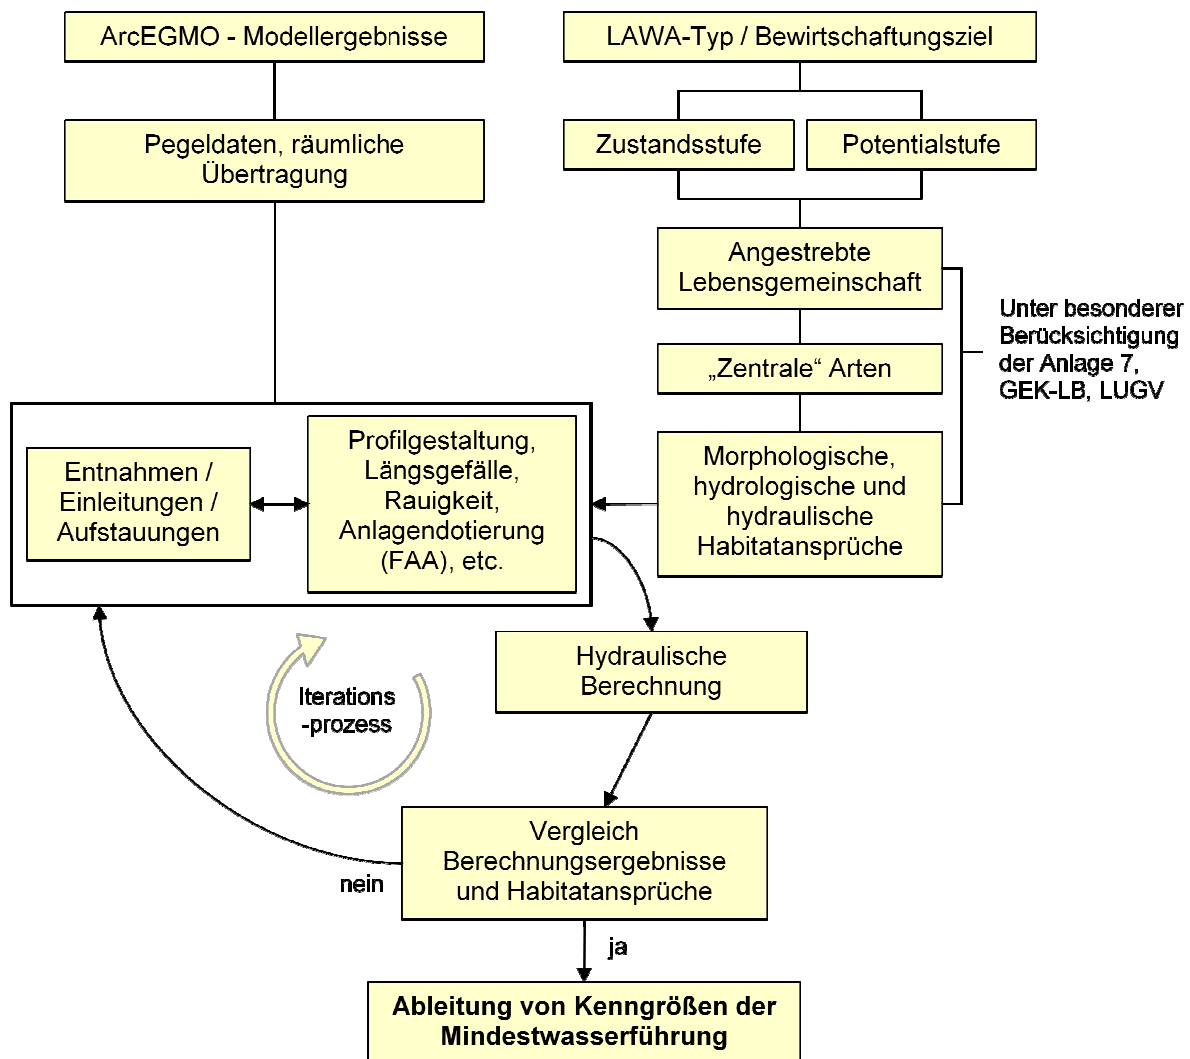 ArcEGMO - Modellergebnisse
LAWA-Typ / Bewirtschaftungsziel
Pegeldaten, räumliche
Übertragung
Zustandsstufe
Potentialstufe
Angestrebte
Lebensgemeinschaft
Unter besonderer
Berücksichtigung
der Anlage 7,
GEK-LB, LUGV
„Zentrale“ Arten
Entnahmen /
Einleitungen /
Aufstauungen
Profilgestaltung,
Längsgefälle,
Rauigkeit,
Anlagendotierung
(FAA), etc.
Morphologische,
hydrologische und
hydraulische
Habitatansprüche
Hydraulische
Berechnung
Iterations
-prozess
Vergleich
Berechnungsergebnisse
und Habitatansprüche
nein
ja
Ableitung von Kenngrößen der
Mindestwasserführung